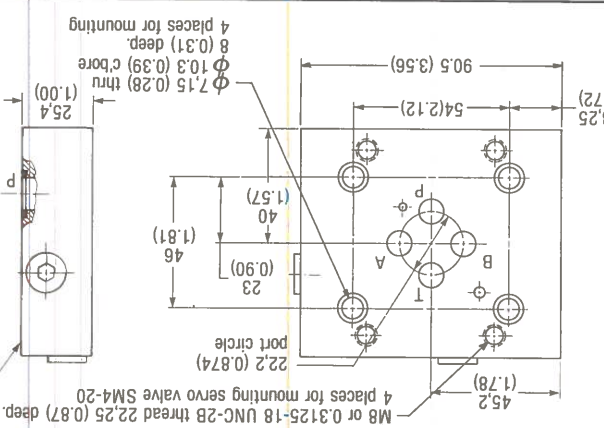 M8 or 0.3125-18 UNC-2B thread 22,25 (0.87) deep.
4 places for mounting servo valve SM4-20
45,2
(1.78)
22,2 (0.874)
port circle
T
B
A
P
23
(0.90)
46
(1.81)
40
(1.57)
P
,25
72)
54(2.12)
90.5 (3.56)
25,4
(1.00)
ϕ 7,15 (0.28) thru
ϕ 10.3 (0.39) c'bore
8 (0.31) deep.
4 places for mounting